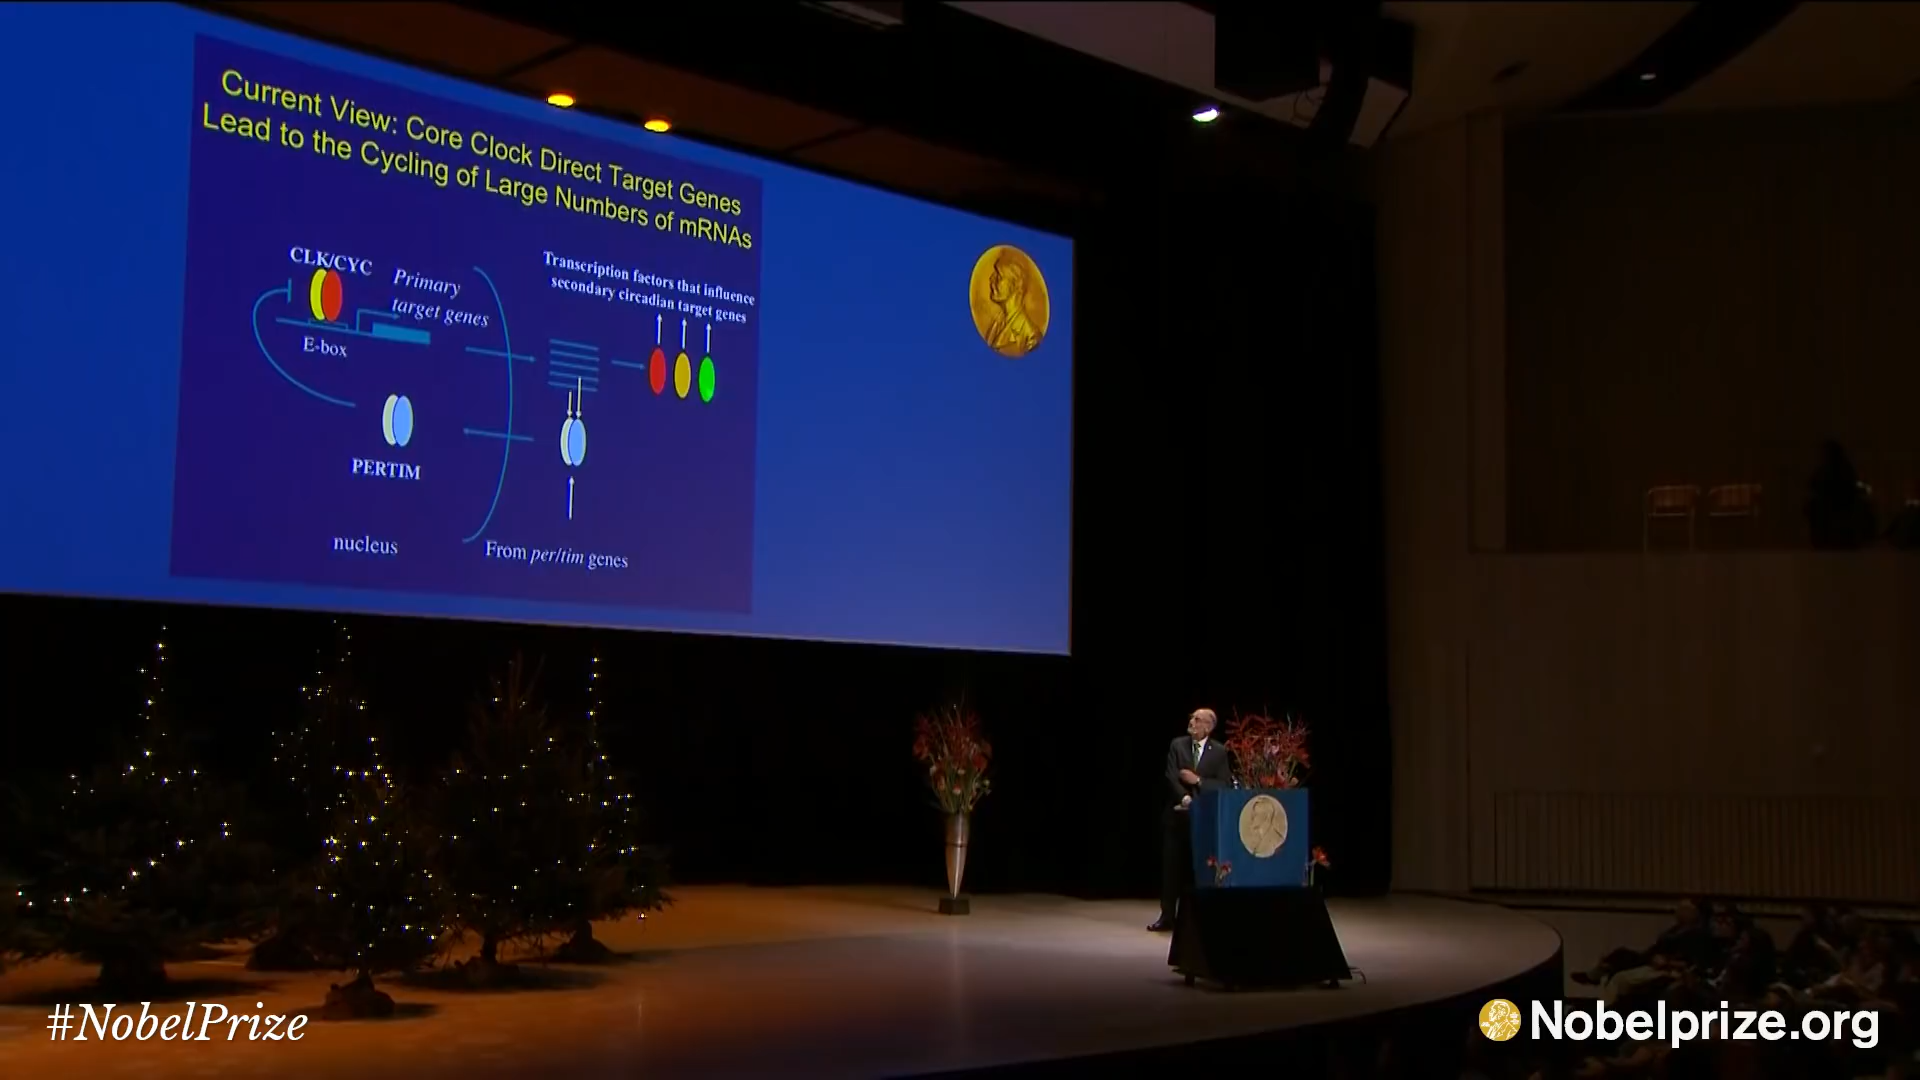 Current View: Core Clock Direct Target Genes
Lead to the Cycling of Large Numbers of mRNAs
CLK/CYC
Primary
target genes
E-box
Transcription factors that influence
secondary circadian target genes
PERTIM
nucleus
From per/tim genes
#NobelPrize
Nobelprize.org